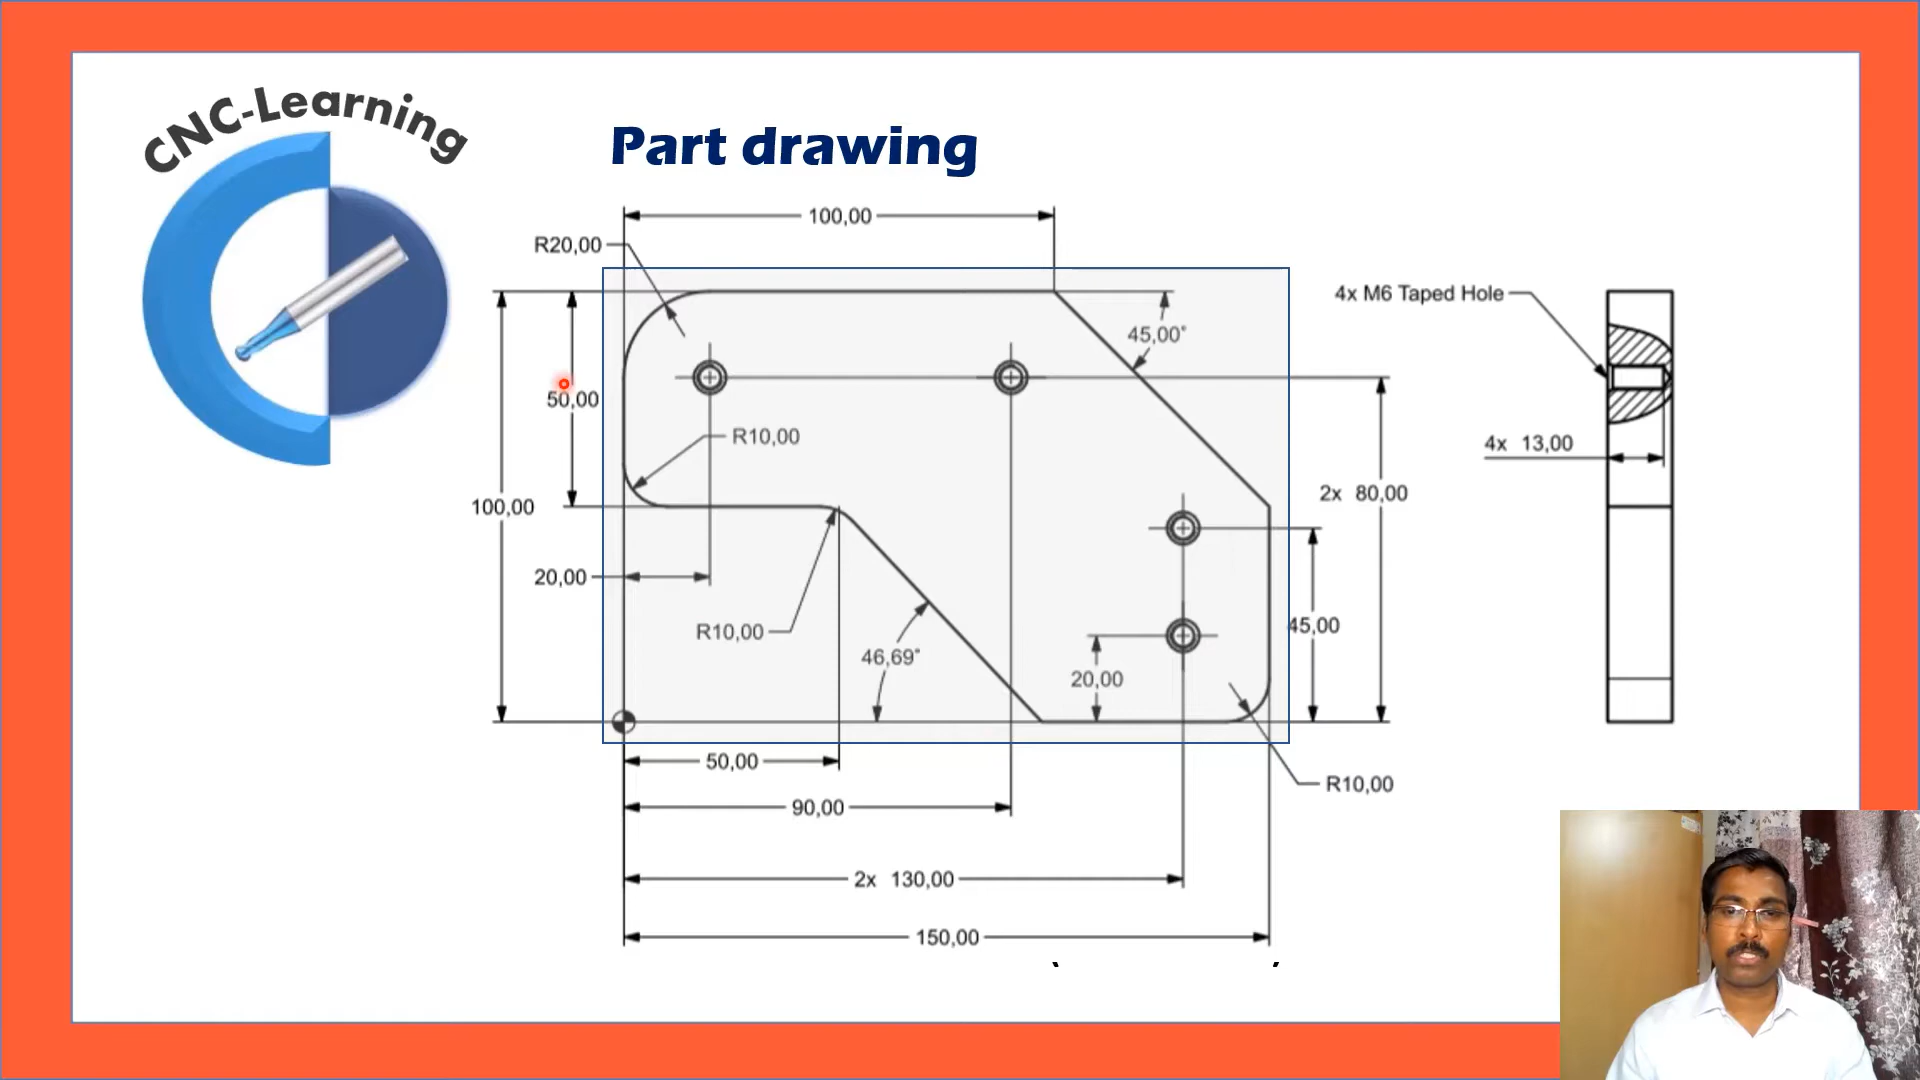 CNC-Learning
Part drawing
100,00
R20,00
4x M6 Taped Hole
45,00°
50,00
R10,00
4x 13,00
2x 80,00
100,00
20,00
R10,00
45,00
46,69°
20,00
50,00
R10,00
90,00
2x 130,00
150,00